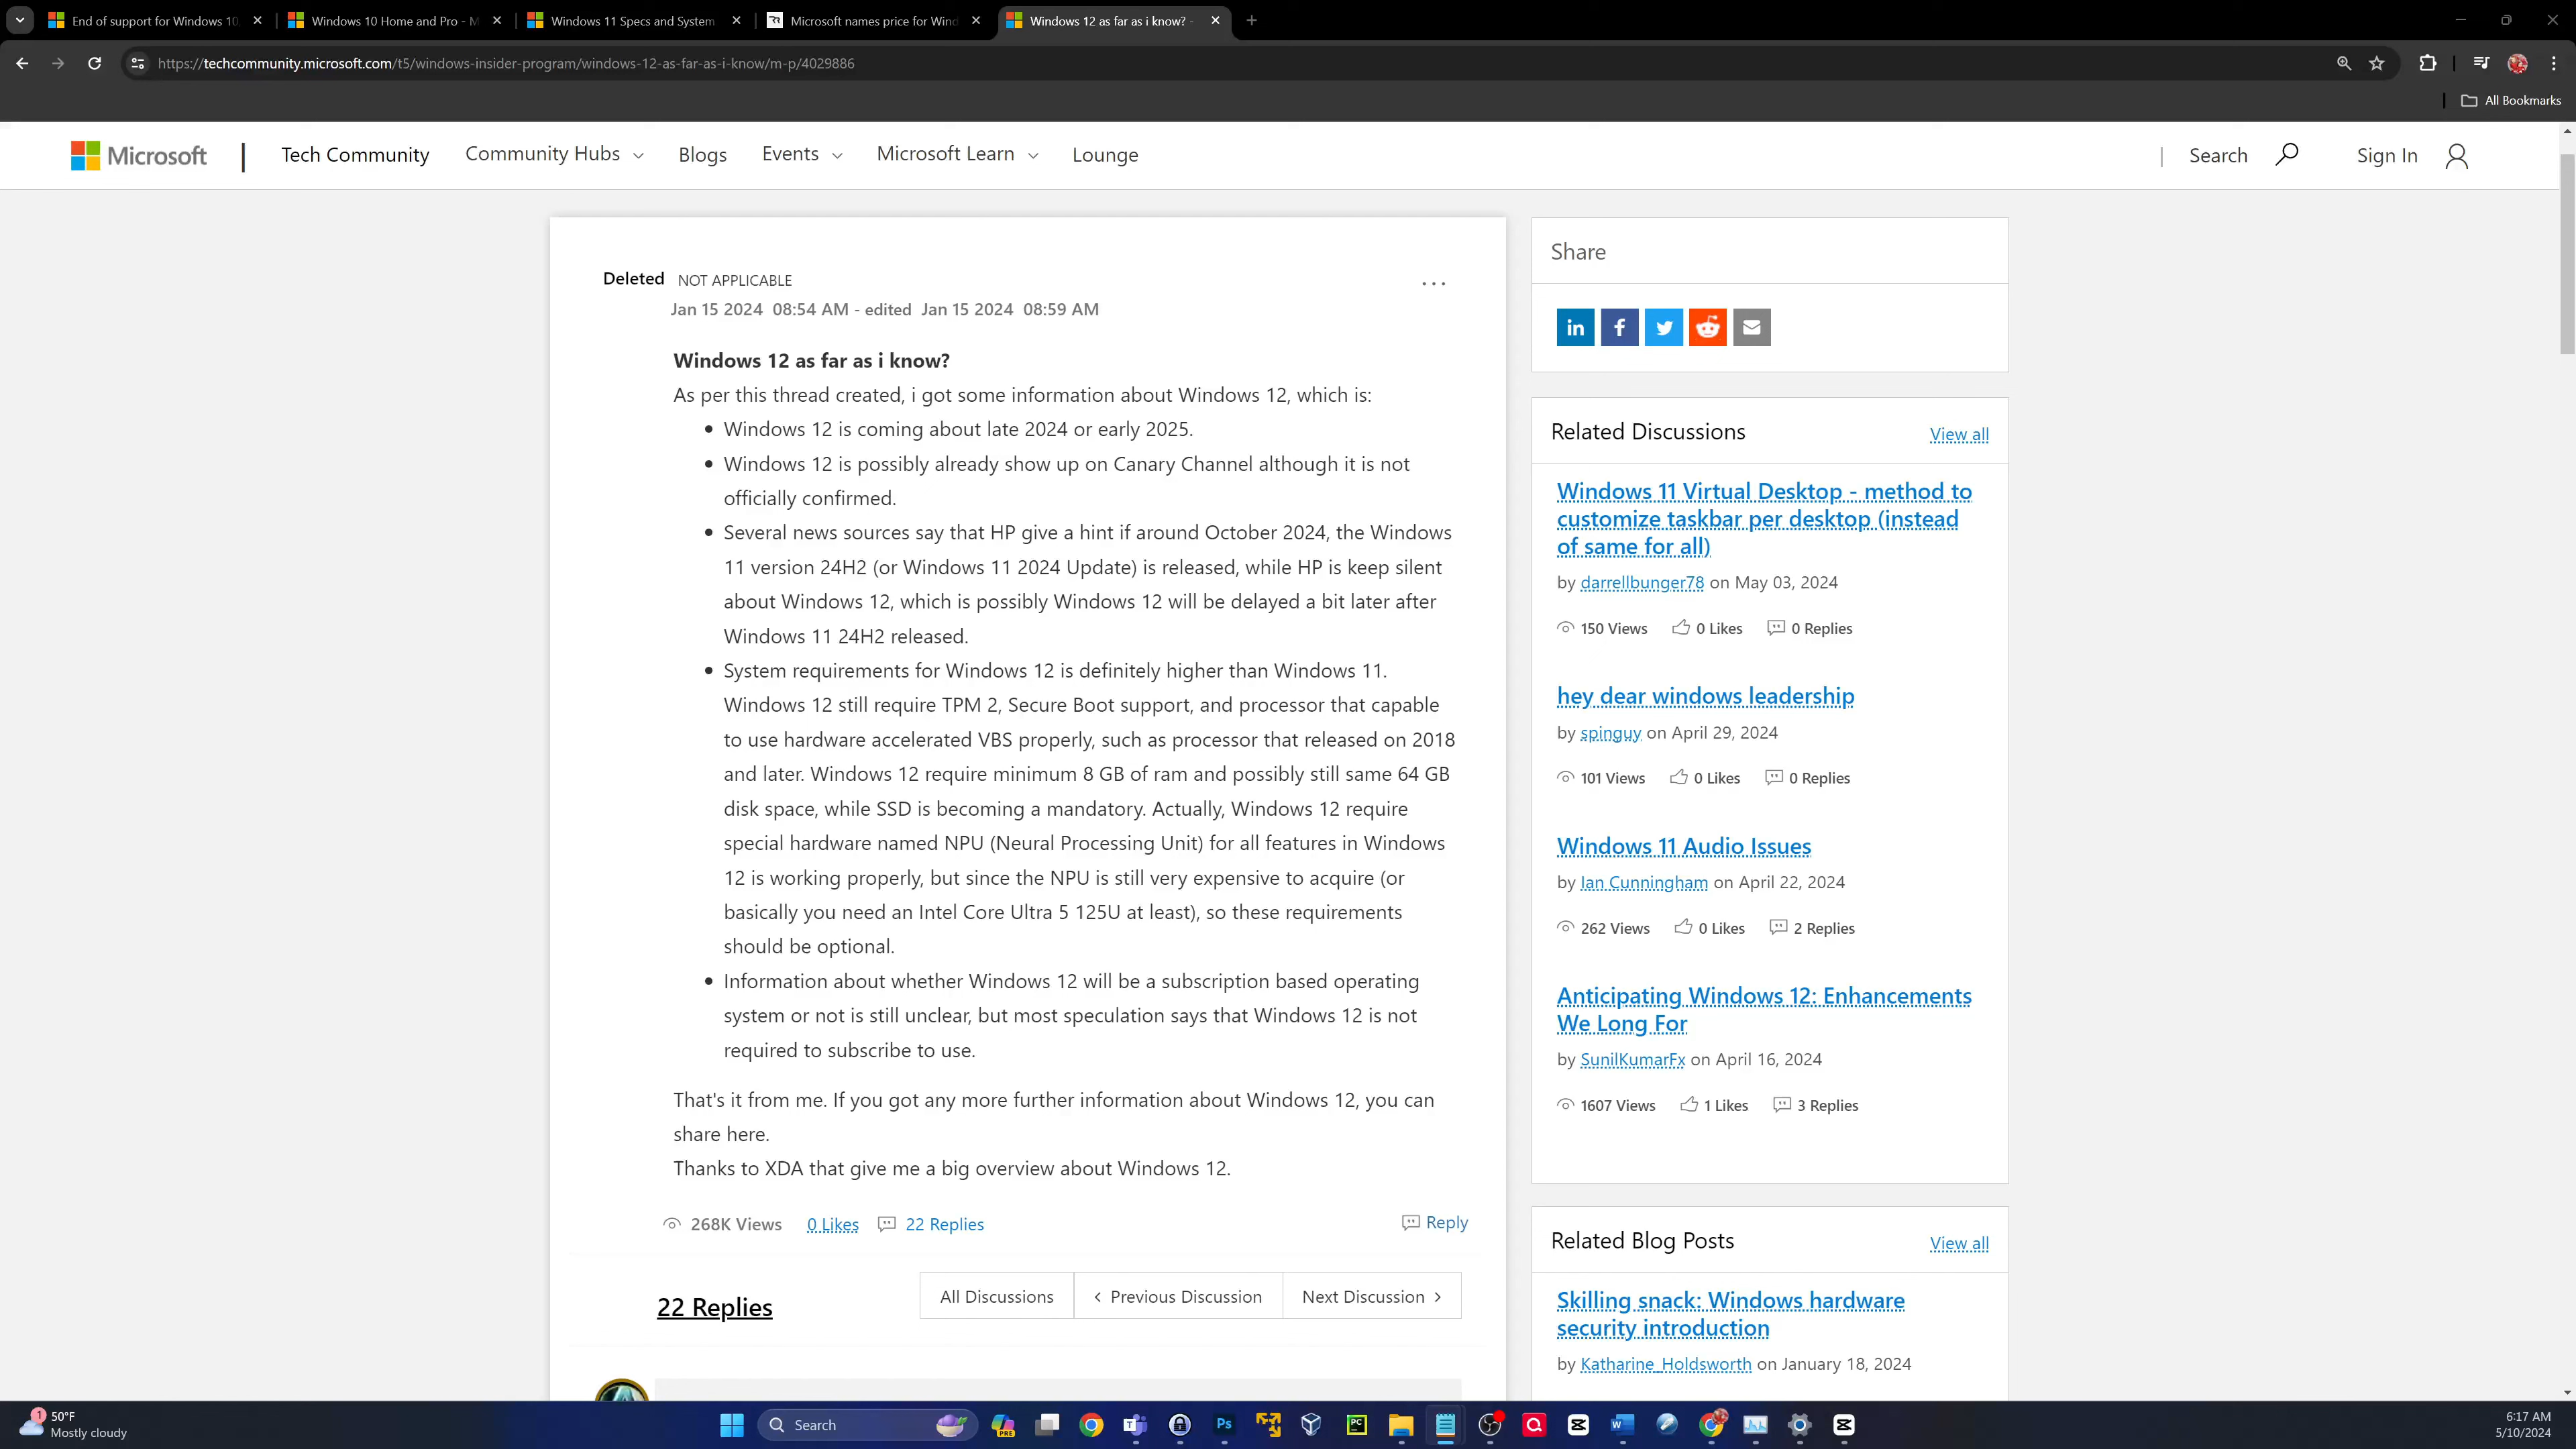 End of support for Windows 10,
Windows 10 Home and Pro - M
Windows 11 Specs and System
Microsoft names price for Wind
Windows 12 as far as i know? -
https://techcommunity.microsoft.com/t5/windows-insider-program/windows-12-as-far-as-i-know/m-p/4029886
All Bookmarks
Microsoft
Tech Community
Community Hubs
Blogs
Events
Microsoft Learn
Lounge
Search
Sign In
Deleted NOT APPLICABLE
Jan 15 2024 08:54 AM - edited Jan 15 2024 08:59 AM
Windows 12 as far as i know?
As per this thread created, i got some information about Windows 12, which is:
• Windows 12 is coming about late 2024 or early 2025.
• Windows 12 is possibly already show up on Canary Channel although it is not
officially confirmed.
• Several news sources say that HP give a hint if around October 2024, the Windows
11 version 24H2 (or Windows 11 2024 Update) is released, while HP is keep silent
about Windows 12, which is possibly Windows 12 will be delayed a bit later after
Windows 11 24H2 released.
• System requirements for Windows 12 is definitely higher than Windows 11.
Windows 12 still require TPM 2, Secure Boot support, and processor that capable
to use hardware accelerated VBS properly, such as processor that released on 2018
and later. Windows 12 require minimum 8 GB of ram and possibly still same 64 GB
disk space, while SSD is becoming a mandatory. Actually, Windows 12 require
special hardware named NPU (Neural Processing Unit) for all features in Windows
12 is working properly, but since the NPU is still very expensive to acquire (or
basically you need an Intel Core Ultra 5 125U at least), so these requirements
should be optional.
• Information about whether Windows 12 will be a subscription based operating
system or not is still unclear, but most speculation says that Windows 12 is not
required to subscribe to use.
That's it from me. If you got any more further information about Windows 12, you can
share here.
Thanks to XDA that give me a big overview about Windows 12.
268K Views 0 Likes 22 Replies
Reply
22 Replies
All Discussions
Previous Discussion
Next Discussion
Share
Related Discussions
View all
Windows 11 Virtual Desktop - method to
customize taskbar per desktop (instead
of same for all)
by darrellbunger78 on May 03, 2024
150 Views 0 Likes 0 Replies
hey dear windows leadership
by spinguy on April 29, 2024
101 Views 0 Likes 0 Replies
Windows 11 Audio Issues
by Ian Cunningham on April 22, 2024
262 Views 0 Likes 2 Replies
Anticipating Windows 12: Enhancements
We Long For
by SunilKumarFx on April 16, 2024
1607 Views 1 Likes 3 Replies
Related Blog Posts
View all
Skilling snack: Windows hardware
security introduction
by Katharine_Holdsworth on January 18, 2024
1
50°F
Mostly cloudy
Search
PRE
Ps
PC
6:17 AM
5/10/2024